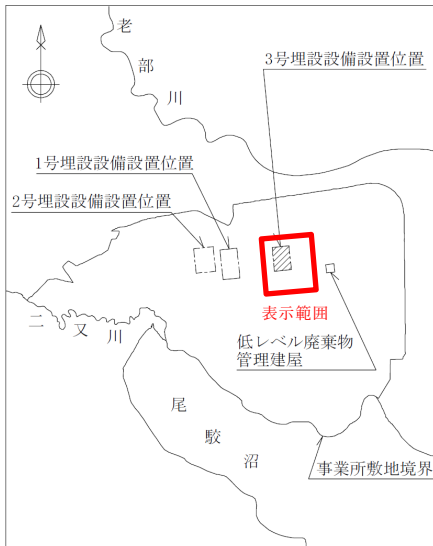 老部川
3号埋設設備設置位置
1号埋設設備設置位置
2号埋設設備設置位置
表示範囲
低レベル廃棄物
管理建屋
二又川
尾駮沼
事業所敷地境界